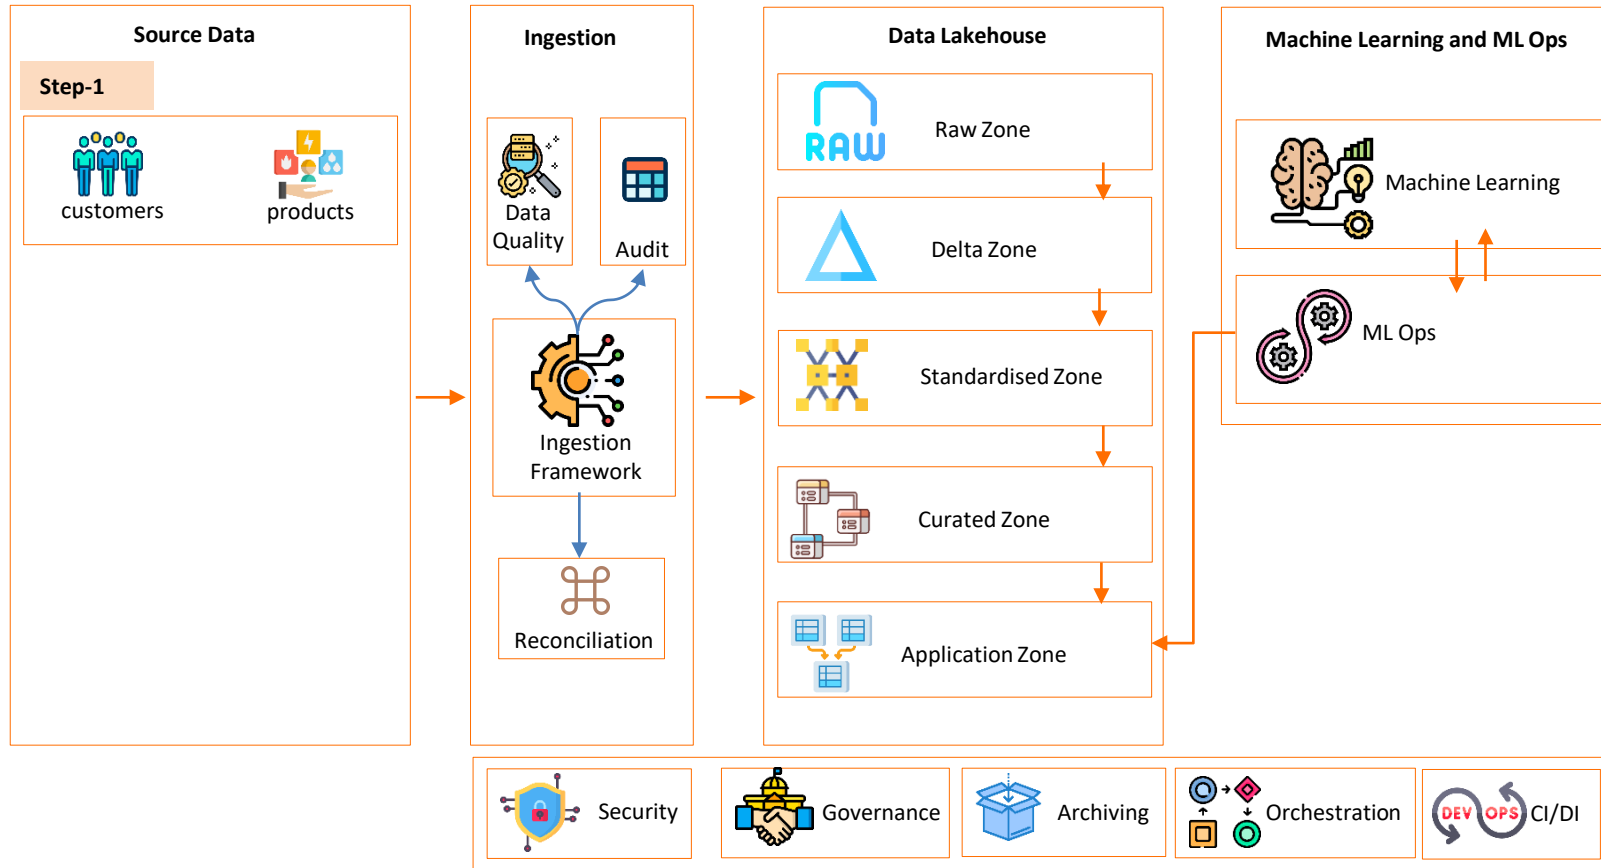 Source Data
Step-1
customers
products
Ingestion
Data
Quality
Audit
Ingestion
Framework
Reconciliation
Data Lakehouse
RAW
Raw Zone
Delta Zone
Standardised Zone
Curated Zone
Application Zone
Machine Learning and ML Ops
Machine Learning
ML Ops
Security
Governance
Archiving
Orchestration
DEV OPS
CI/DI